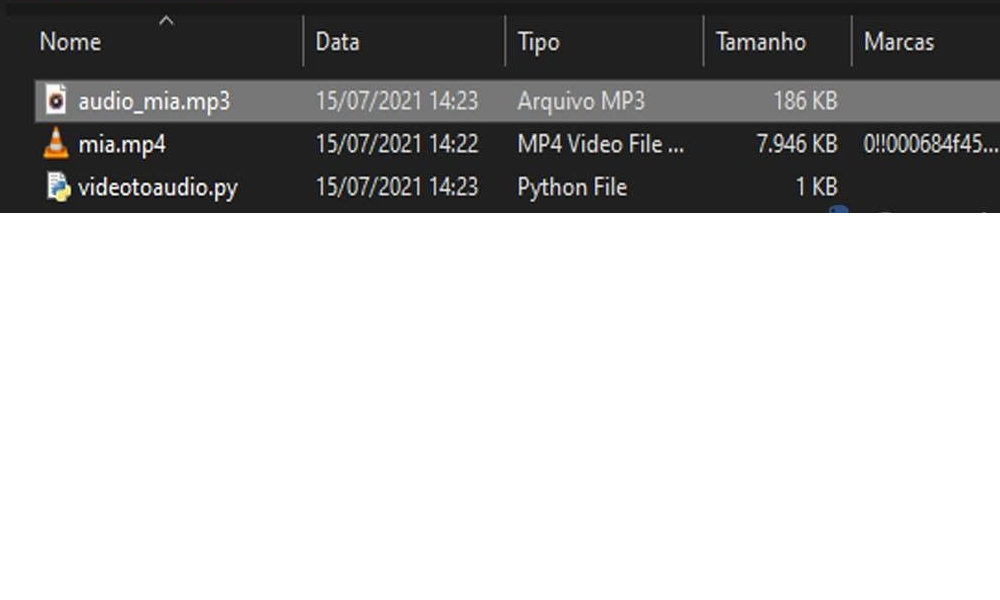 Nome Data Tipo Tamanho Marcas
audio_mia.mp3 15/07/2021 14:23 Arquivo MP3 186 KB
mia.mp4 15/07/2021 14:22 MP4 Video File ... 7.946 KB 0!!000684f45...
videotoaudio.py 15/07/2021 14:23 Python File 1 KB